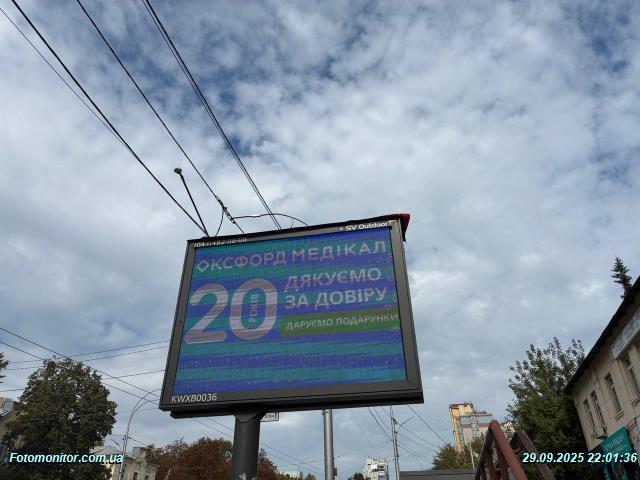 SV Outdoor
ОКСФОРД МЕДІКАЛ
20
РОКІВ
ДЯКУЄМО
ЗА ДОВІРУ
ДАРУЄМО ПОДАРУНКИ
KWXB0036
Fotomonitor.com.ua
29.09.2025 22:01:36